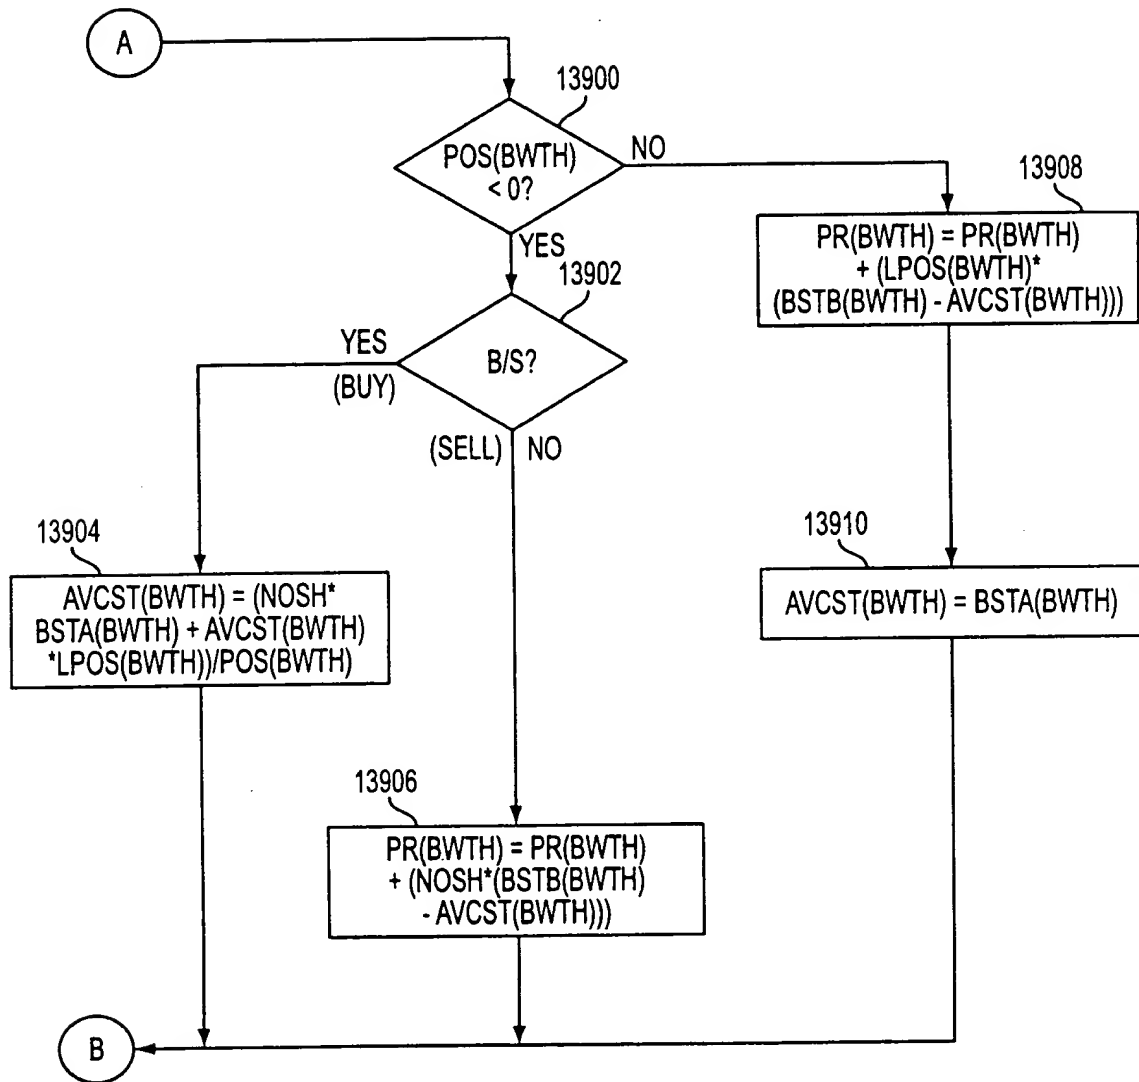 A
13900
POS(BWTH)
< 0?
NO
YES
13908
PR(BWTH) = PR(BWTH)
+ (LPOS(BWTH)*
(BSTB(BWTH) - AVCST(BWTH)))
13902
B/S?
YES
(BUY)
(SELL) NO
13904
AVCST(BWTH) = (NOSH*
BSTA(BWTH) + AVCST(BWTH)
*LPOS(BWTH))/POS(BWTH)
13910
AVCST(BWTH) = BSTA(BWTH)
13906
PR(BWTH) = PR(BWTH)
+ (NOSH*(BSTB(BWTH)
- AVCST(BWTH)))
B